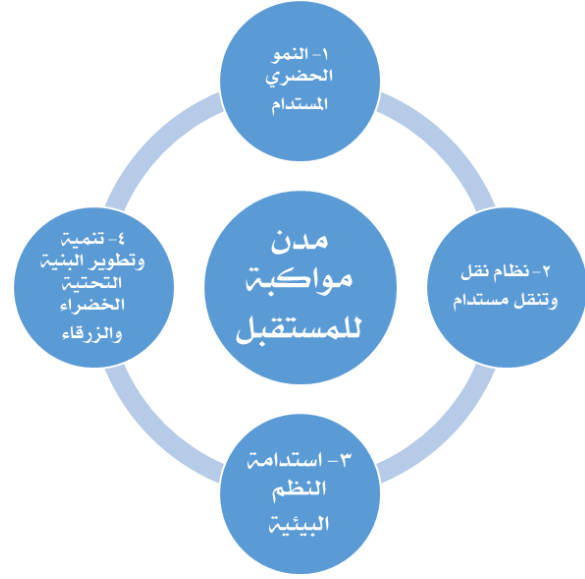 ١- النمو
الحضري
المستدام
٢- نظام نقل
وتنقل مستدام
٣- استدامة
النظم
البيئية
٤- تنمية
وتطوير البنية
التحتية
الخضراء
والزرقاء
مدن
مواكبة
للمستقبل